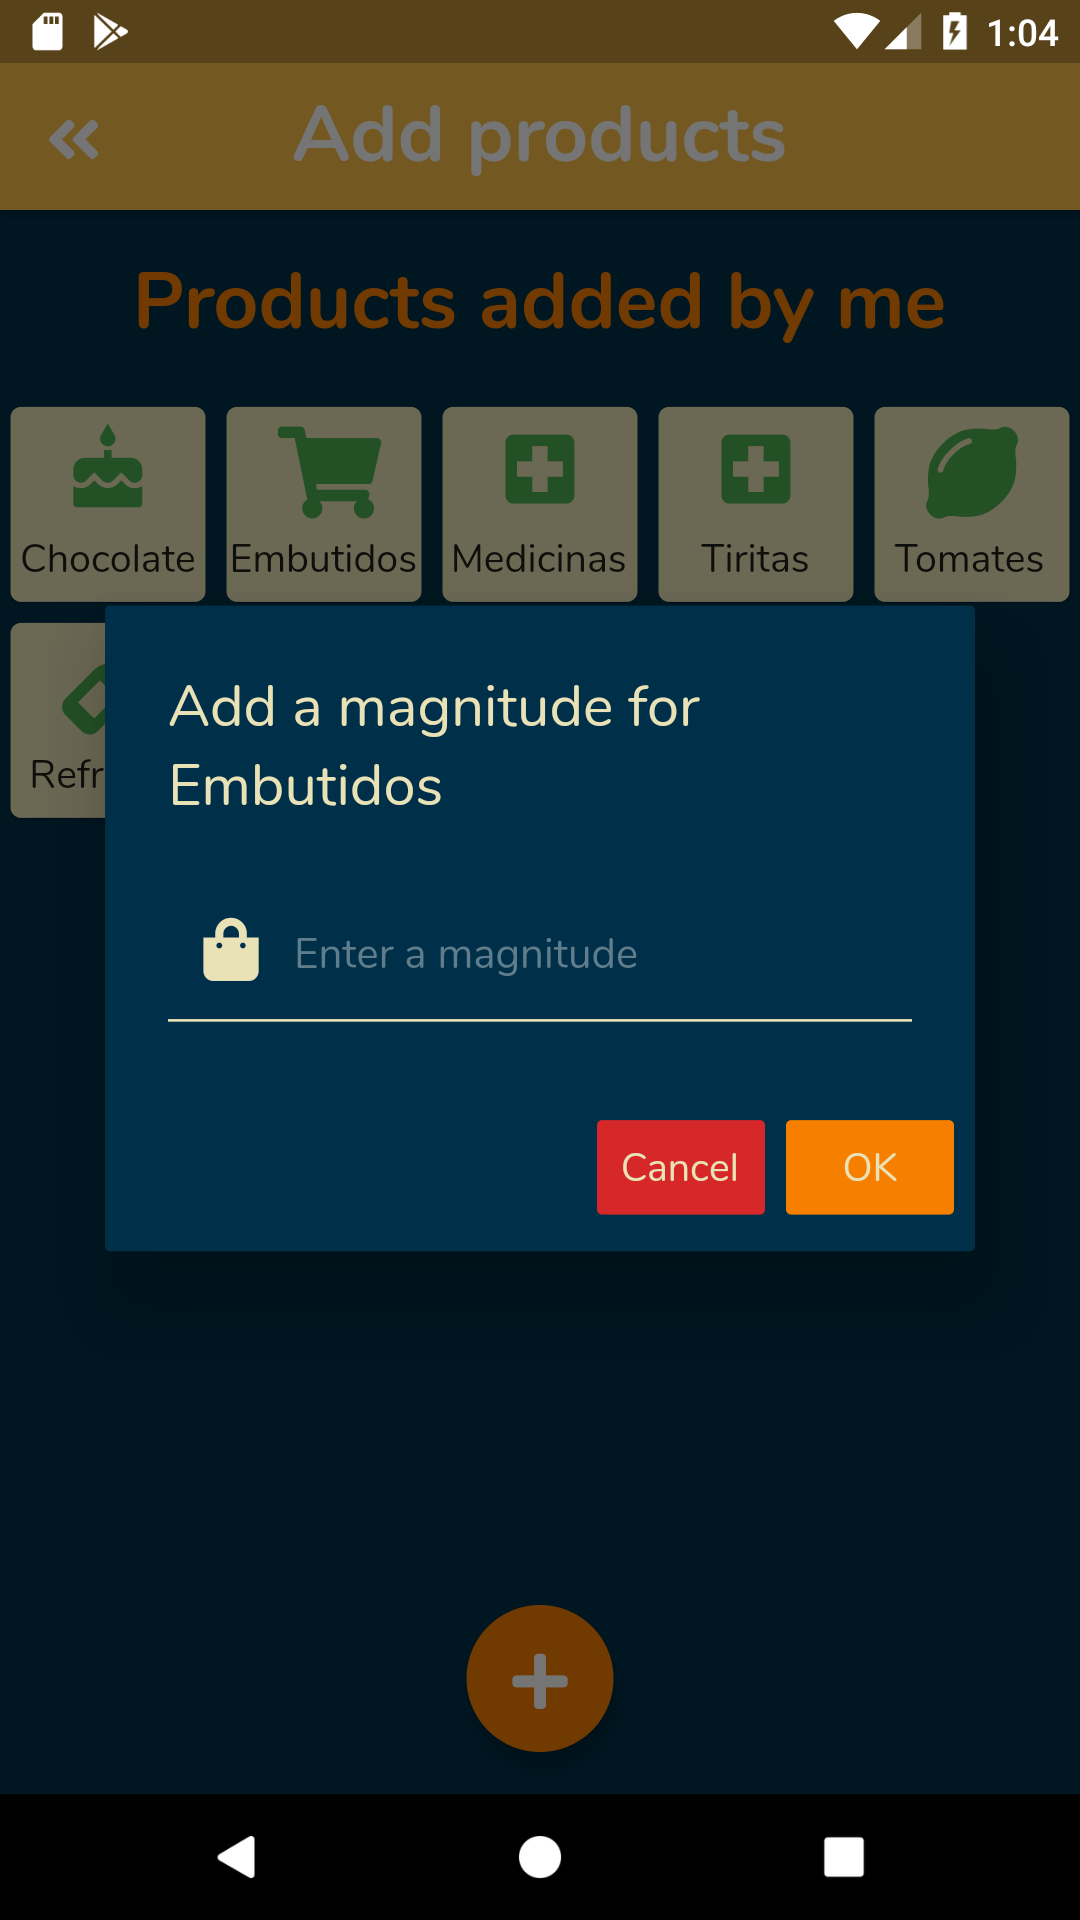 1:04
Add products
Products added by me
Chocolate Embutidos Medicinas Tiritas Tomates
Refr
Add a magnitude for
Embutidos
Enter a magnitude
Cancel OK